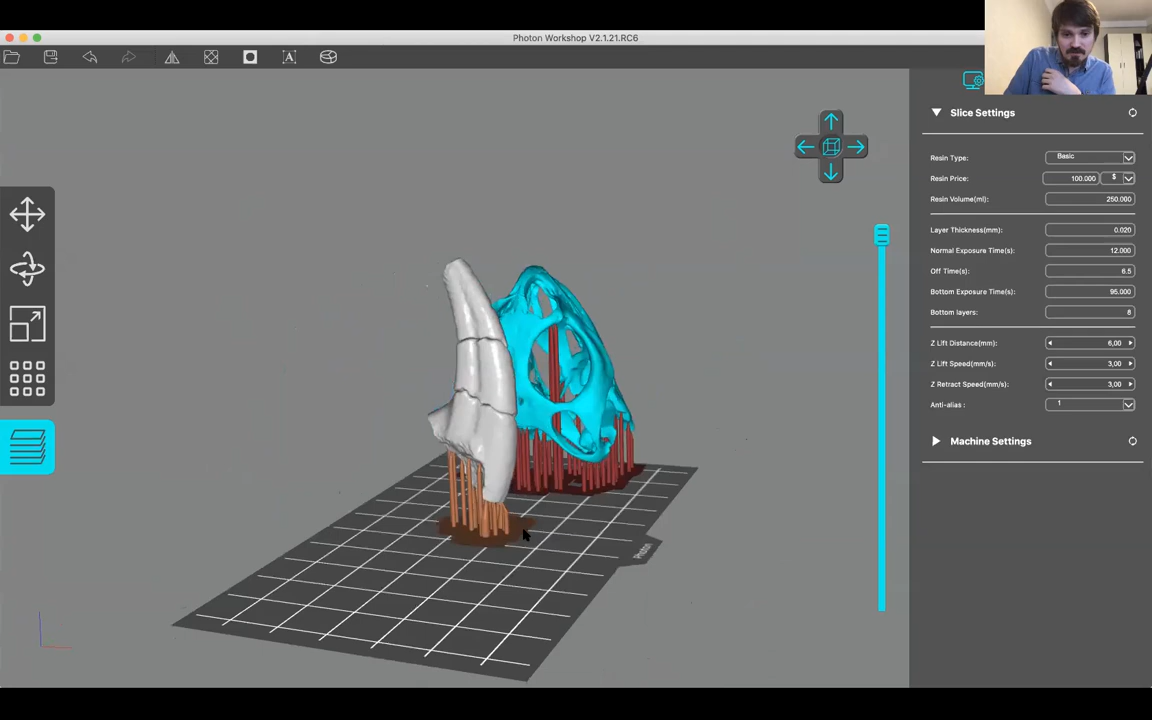 Photon Workshop V2.1.21.RC6
Slice Settings
Resin Type: Basic
Resin Price: 100.000 $
Resin Volume(ml): 250.000
Layer Thickness(mm): 0.020
Normal Exposure Time(s): 12.000
Off Time(s): 6.5
Bottom Exposure Time(s): 95.000
Bottom layers: 8
Z Lift Distance(mm): 6,00
Z Lift Speed(mm/s): 3,00
Z Retract Speed(mm/s): 3,00
Anti-alias : 1
Machine Settings
Photon